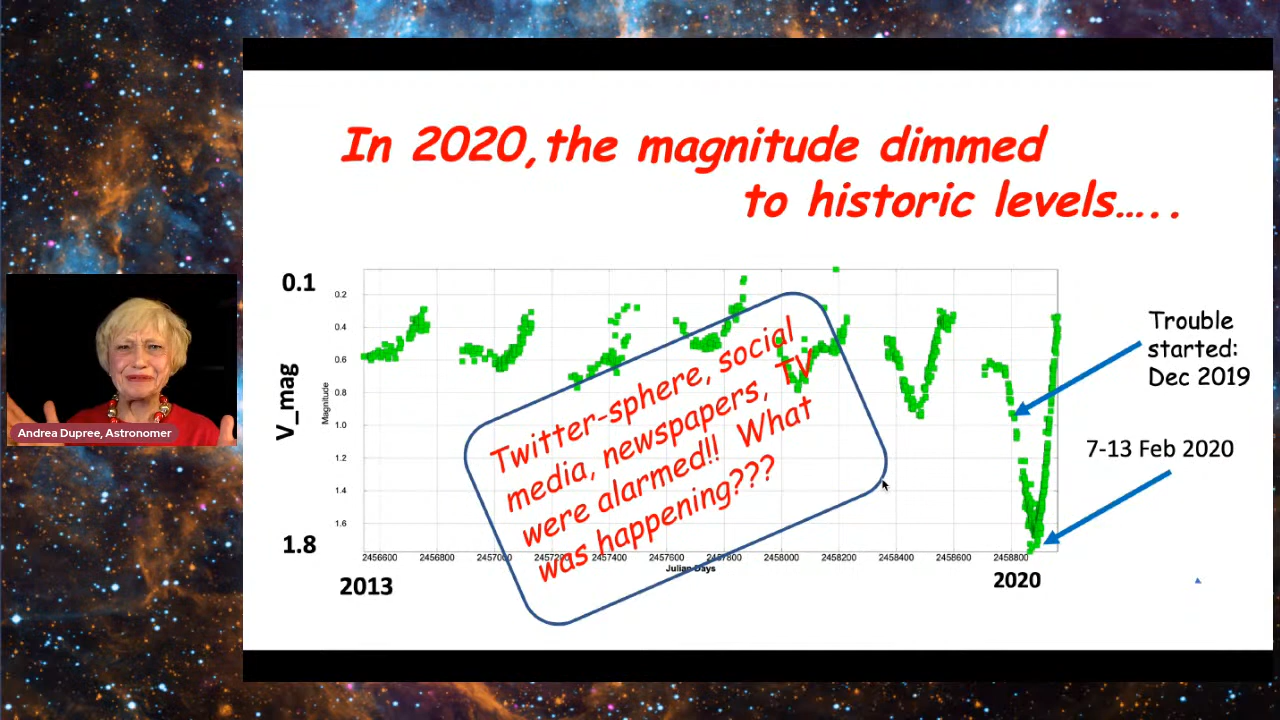 In 2020, the magnitude dimmed
to historic levels.....
0.1
0.2
0.4
0.6
0.8
1.0
1.2
1.4
1.6
1.8
V_mag
Magnitude
Twitter-sphere, social
media, newspapers, TV
were alarmed!! What
was happening???
Trouble
started:
Dec 2019
7-13 Feb 2020
2456600 2456800 2457000 2457400 2457600 2457800 2458000 2458200 2458400 2458600 2458800
Julian Days
2013
2020
Andrea Dupree, Astronomer